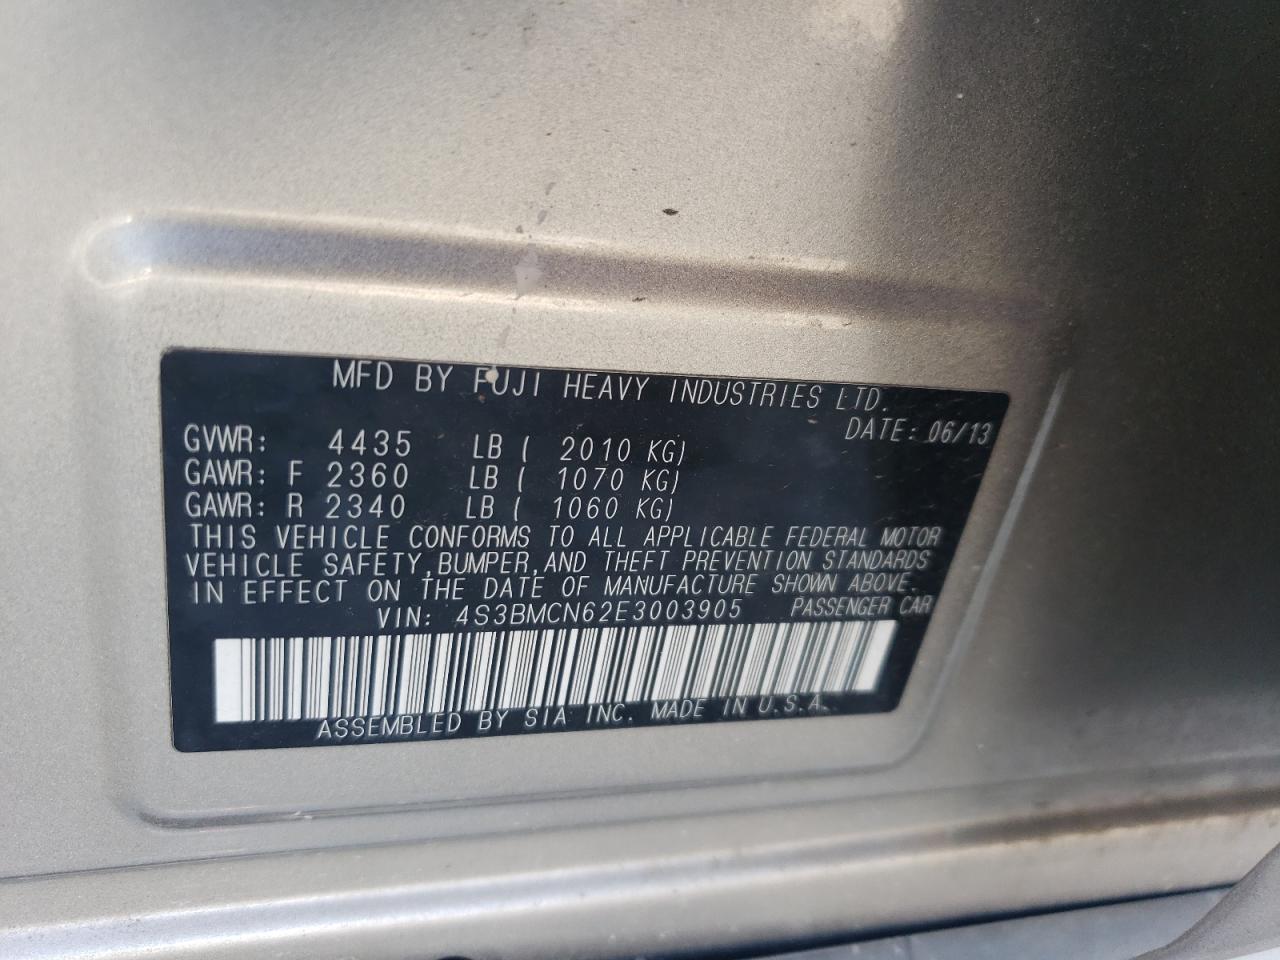 MFD BY FUJI HEAVY INDUSTRIES LTD.
DATE: 06/13
GVWR: 4435 LB ( 2010 KG)
GAWR: F 2360 LB ( 1070 KG)
GAWR: R 2340 LB ( 1060 KG)
THIS VEHICLE CONFORMS TO ALL APPLICABLE FEDERAL MOTOR
VEHICLE SAFETY,BUMPER,AND THEFT PREVENTION STANDARDS
IN EFFECT ON THE DATE OF MANUFACTURE SHOWN ABOVE.
VIN: 4S3BMCN62E3003905 PASSENGER CAR
ASSEMBLED BY SIA INC. MADE IN U.S.A.